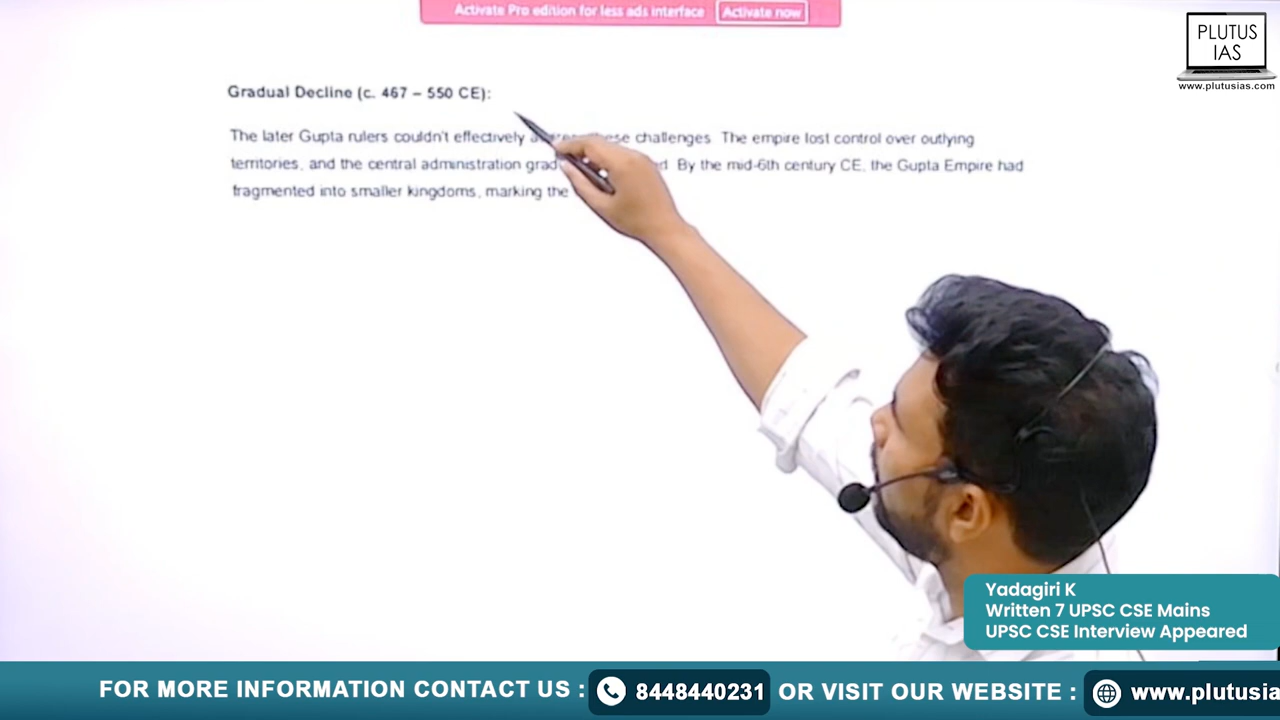 Activate Pro edition for less ads interface Activate now
PLUTUS
IAS
www.plutusias.com
Gradual Decline (c. 467 – 550 CE):
The later Gupta rulers couldn't effectively challenges. The empire lost control over outlying
territories, and the central administration By the mid-6th century CE, the Gupta Empire had
fragmented into smaller kingdoms, marking the
Yadagiri K
Written 7 UPSC CSE Mains
UPSC CSE Interview Appeared
FOR MORE INFORMATION CONTACT US : 8448440231 OR VISIT OUR WEBSITE : www.plutusia